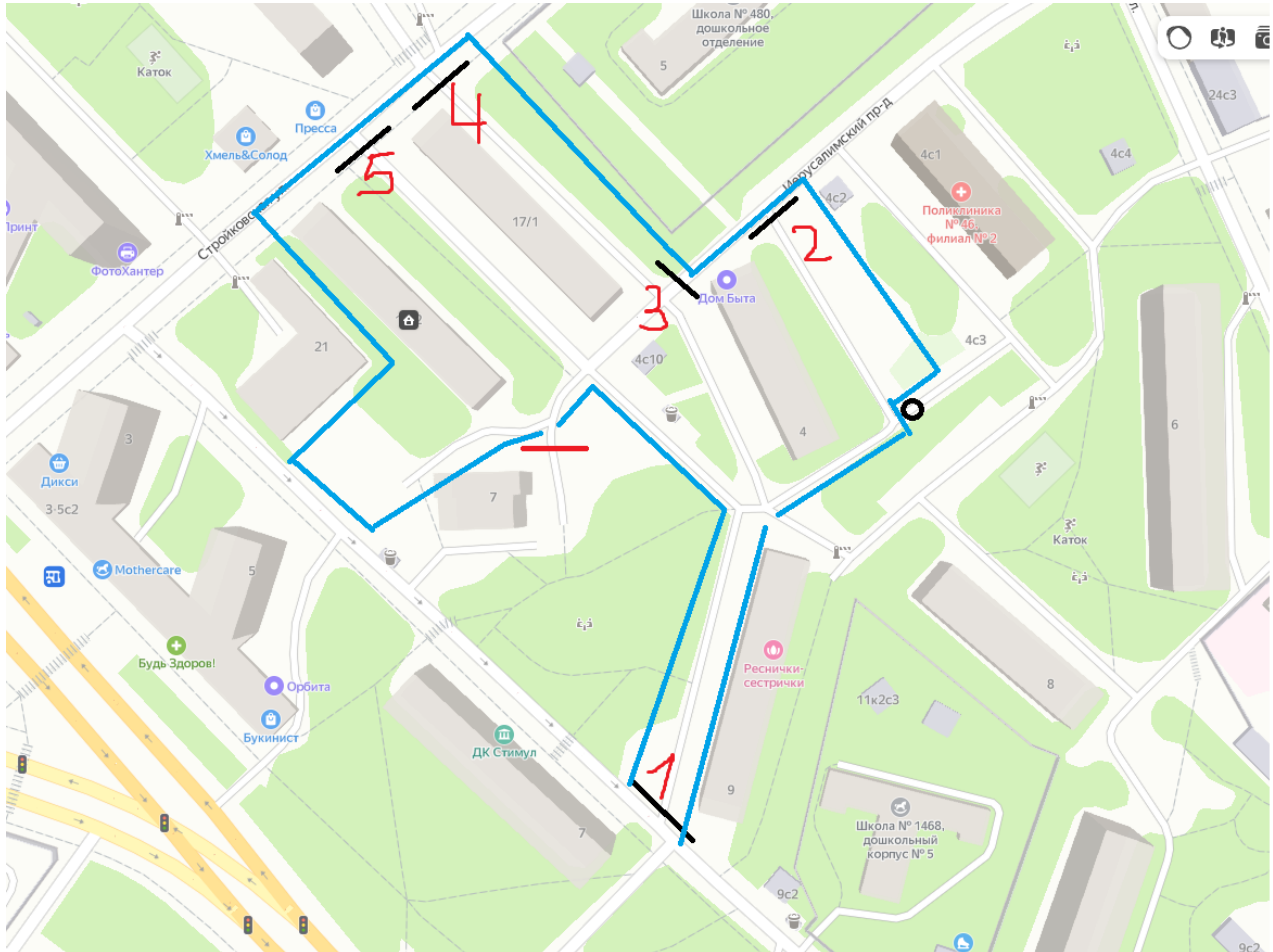 Школа № 480,
дошкольное
отделение
5
24с3
Каток
Пресса
Хмель&Солод
4
Иерусалимский пр-д
4с1
4с4
5
4с2
Поликлиника
№ 46,
филиал № 2
17/1
2
Принт
ФотоХантер
Дом Быта
3
21
4с10
4с3
3
4
6
Дикси
3-5с2
7
Каток
Mothercare
5
Будь Здоров!
Реснички-
сестрички
8
Орбита
11к2с3
Букинист
ДК Стимул
1
9
7
Школа № 1468,
дошкольный
корпус № 5
9с2
9с2